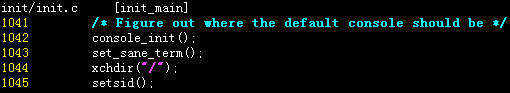 init/init.c    [init_main]
1041        /* Figure out where the default console should be */
1042        console_init();
1043        set_sane_term();
1044        xchdir("/");
1045        setsid();